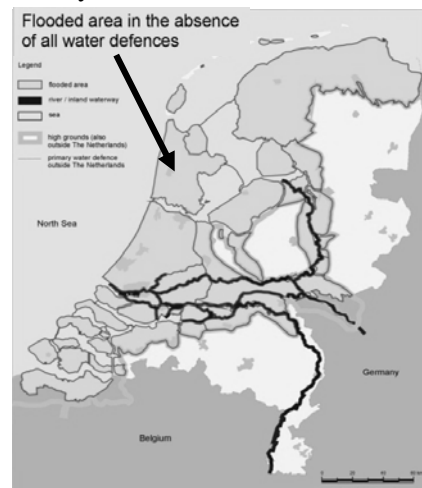 Flooded area in the absence
of all water defences
Legend
flooded area
river / inland waterway
sea
high grounds (also
outside The Netherlands)
primary water defence
outside The Netherlands
North Sea
Germany
Belgium